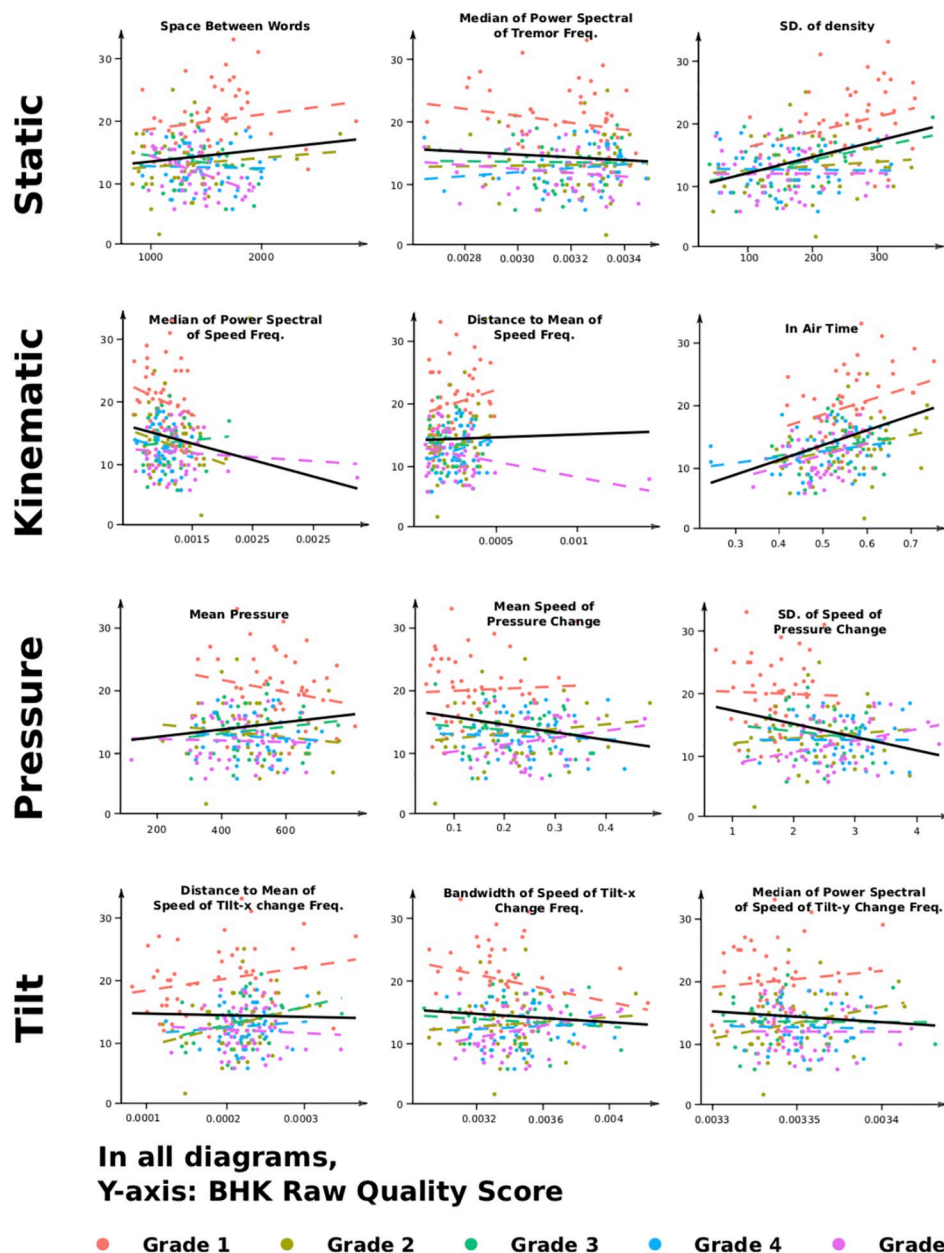 Static
Space Between Words
30
20
10
0
1000 2000
Median of Power Spectral
of Tremor Freq.
30
20
10
0
0.0028 0.0030 0.0032 0.0034
SD. of density
30
20
10
0
100 200 300
Kinematic
Median of Power Spectral
of Speed Freq.
30
20
10
0
0.0015 0.0025 0.0025
Distance to Mean of
Speed Freq.
30
20
10
0
0.0005 0.001
In Air Time
30
20
10
0
0.3 0.4 0.5 0.6 0.7
Pressure
Mean Pressure
30
20
10
0
200 400 600
Mean Speed of
Pressure Change
30
20
10
0
0.1 0.2 0.3 0.4
SD. of Speed of
Pressure Change
30
20
10
0
1 2 3 4
Tilt
Distance to Mean of
Speed of TIlt-x change Freq.
30
20
10
0
0.0001 0.0002 0.0003
Bandwidth of Speed of Tilt-x
Change Freq.
30
20
10
0
0.0032 0.0036 0.004
Median of Power Spectral
of Speed of Tilt-y Change Freq.
30
20
10
0
0.0033 0.00335 0.0034
In all diagrams,
Y-axis: BHK Raw Quality Score
Grade 1 Grade 2 Grade 3 Grade 4 Grade